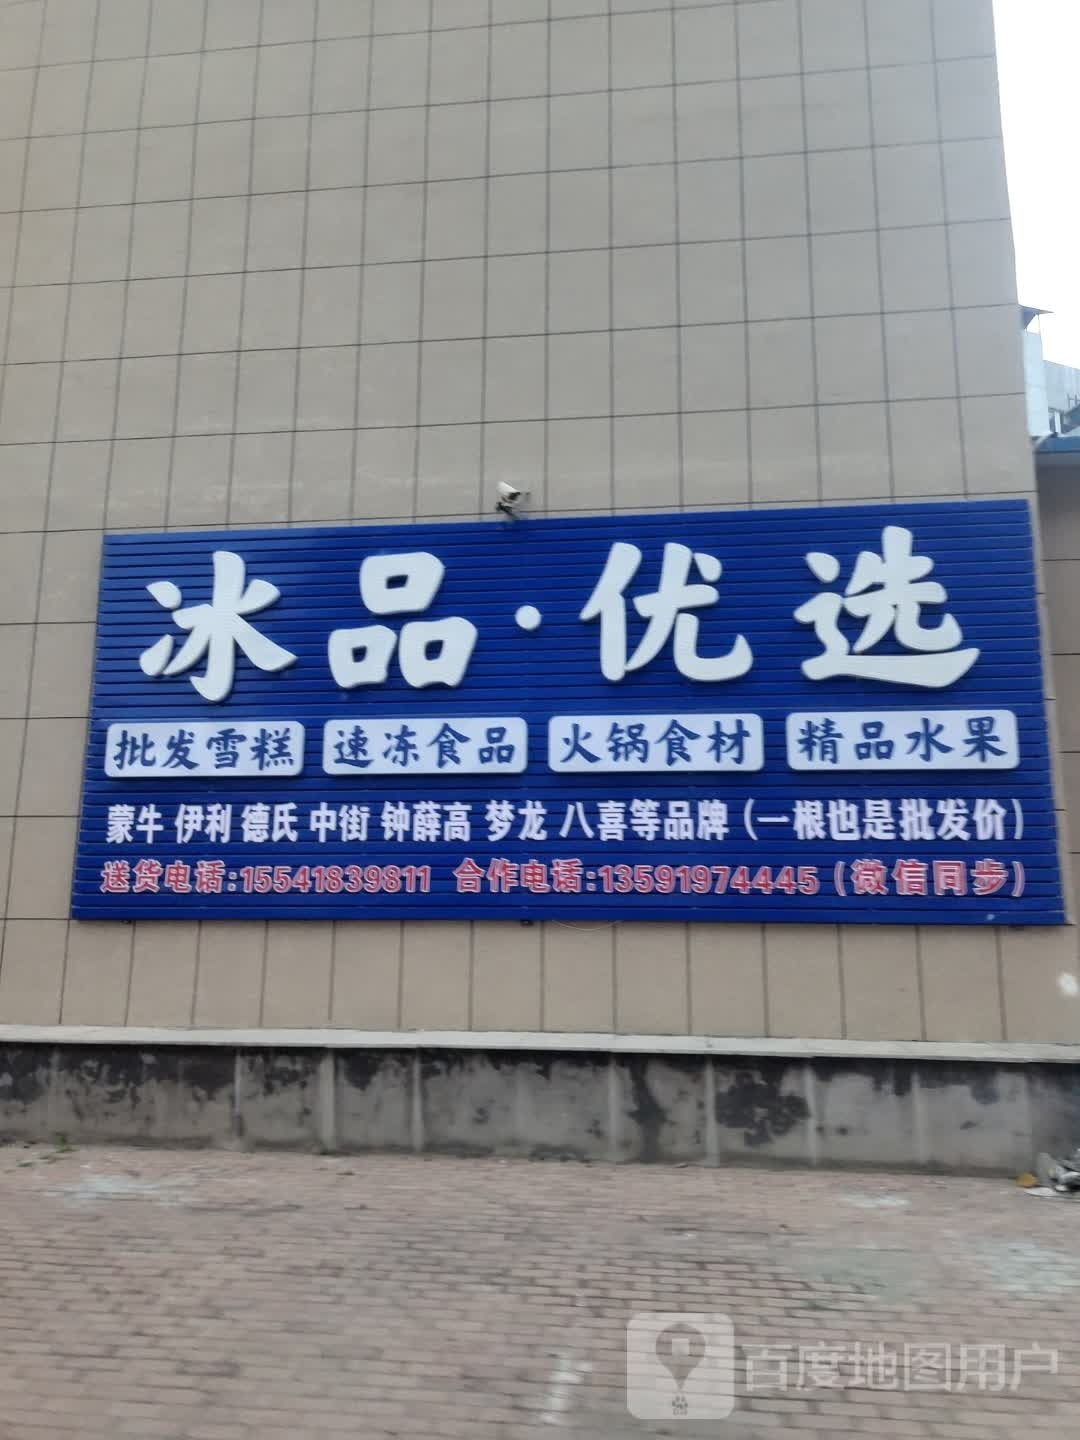 冰品·优选
批发雪糕 速冻食品 火锅食材 精品水果
蒙牛 伊利 德氏 中街 钟薛高 梦龙 八喜等品牌(一根也是批发价)
送货电话:15541839811 合作电话:13591974445(微信同步)
百度地图用户